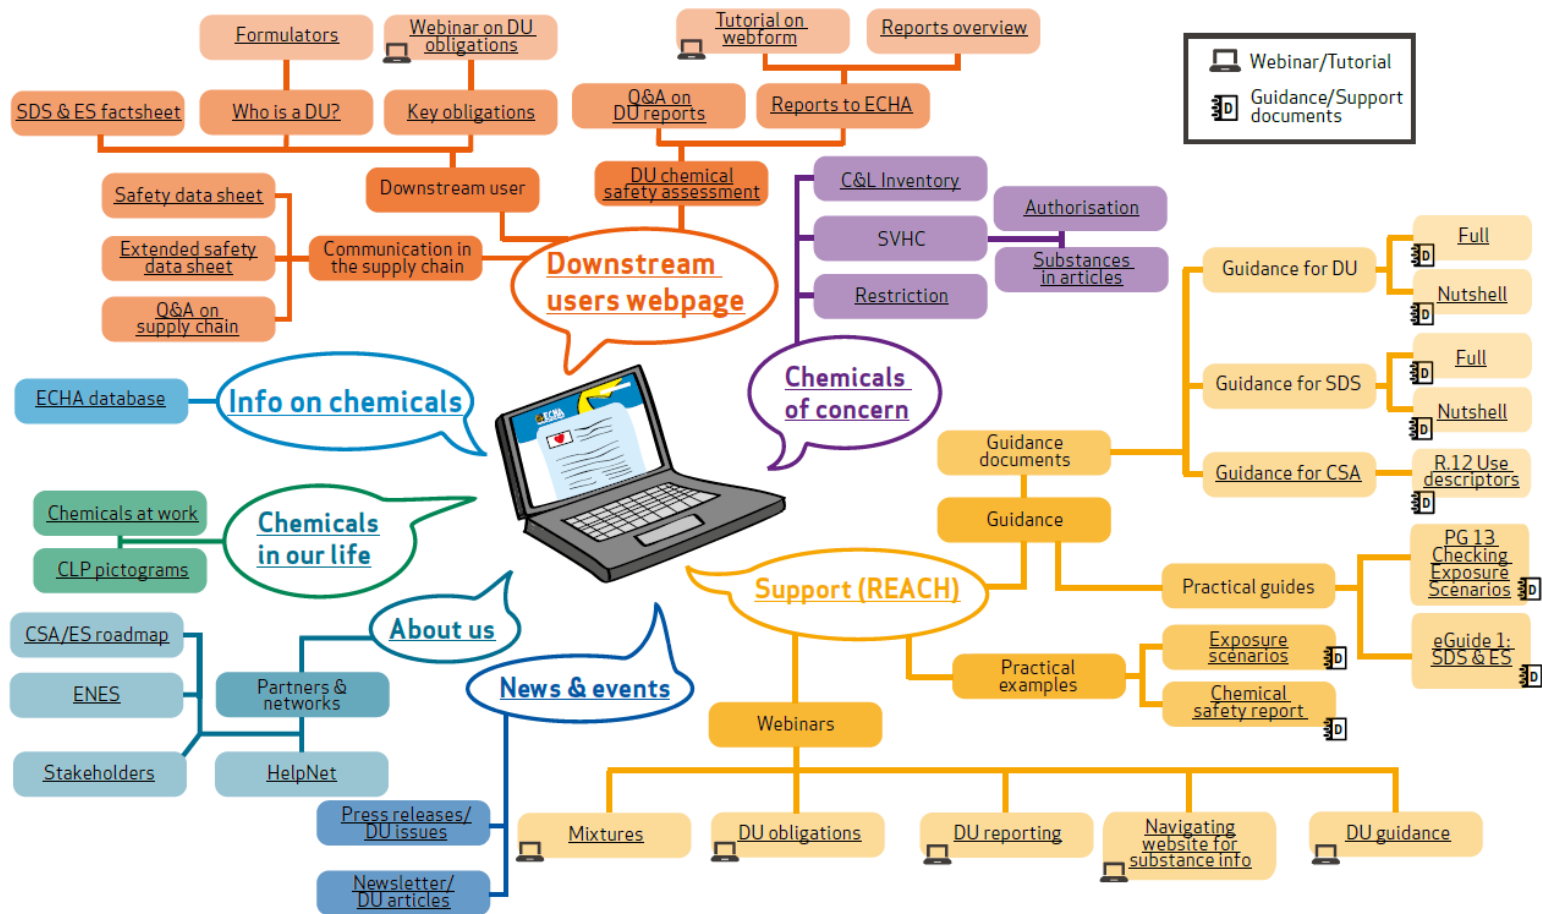 Formulators
Webinar on DU
obligations
Tutorial on
webform
Reports overview
Webinar/Tutorial
Guidance/Support
documents
SDS & ES factsheet
Who is a DU?
Key obligations
Q&A on
DU reports
Reports to ECHA
Safety data sheet
Downstream user
DU chemical
safety assessment
Extended safety
data sheet
Communication in
the supply chain
Q&A on
supply chain
Downstream
users webpage
C&L Inventory
SVHC
Restriction
Authorisation
Substances
in articles
Chemicals
of concern
Guidance for DU
Full
D
Nutshell
D
Guidance for SDS
Full
D
Nutshell
D
Guidance for CSA
R.12 Use
descriptors
D
Guidance
documents
Guidance
Practical guides
PG 13
Checking
Exposure
Scenarios
D
eGuide 1:
SDS & ES
D
ECHA database
Info on chemicals
ECHA
Chemicals at work
CLP pictograms
Chemicals
in our life
About us
CSA/ES roadmap
ENES
Partners &
networks
Stakeholders
HelpNet
News & events
Press releases/
DU issues
Newsletter/
DU articles
Support (REACH)
Practical
examples
Exposure
scenarios
D
Chemical
safety report
D
Webinars
Mixtures
DU obligations
DU reporting
Navigating
website for
substance info
DU guidance
D